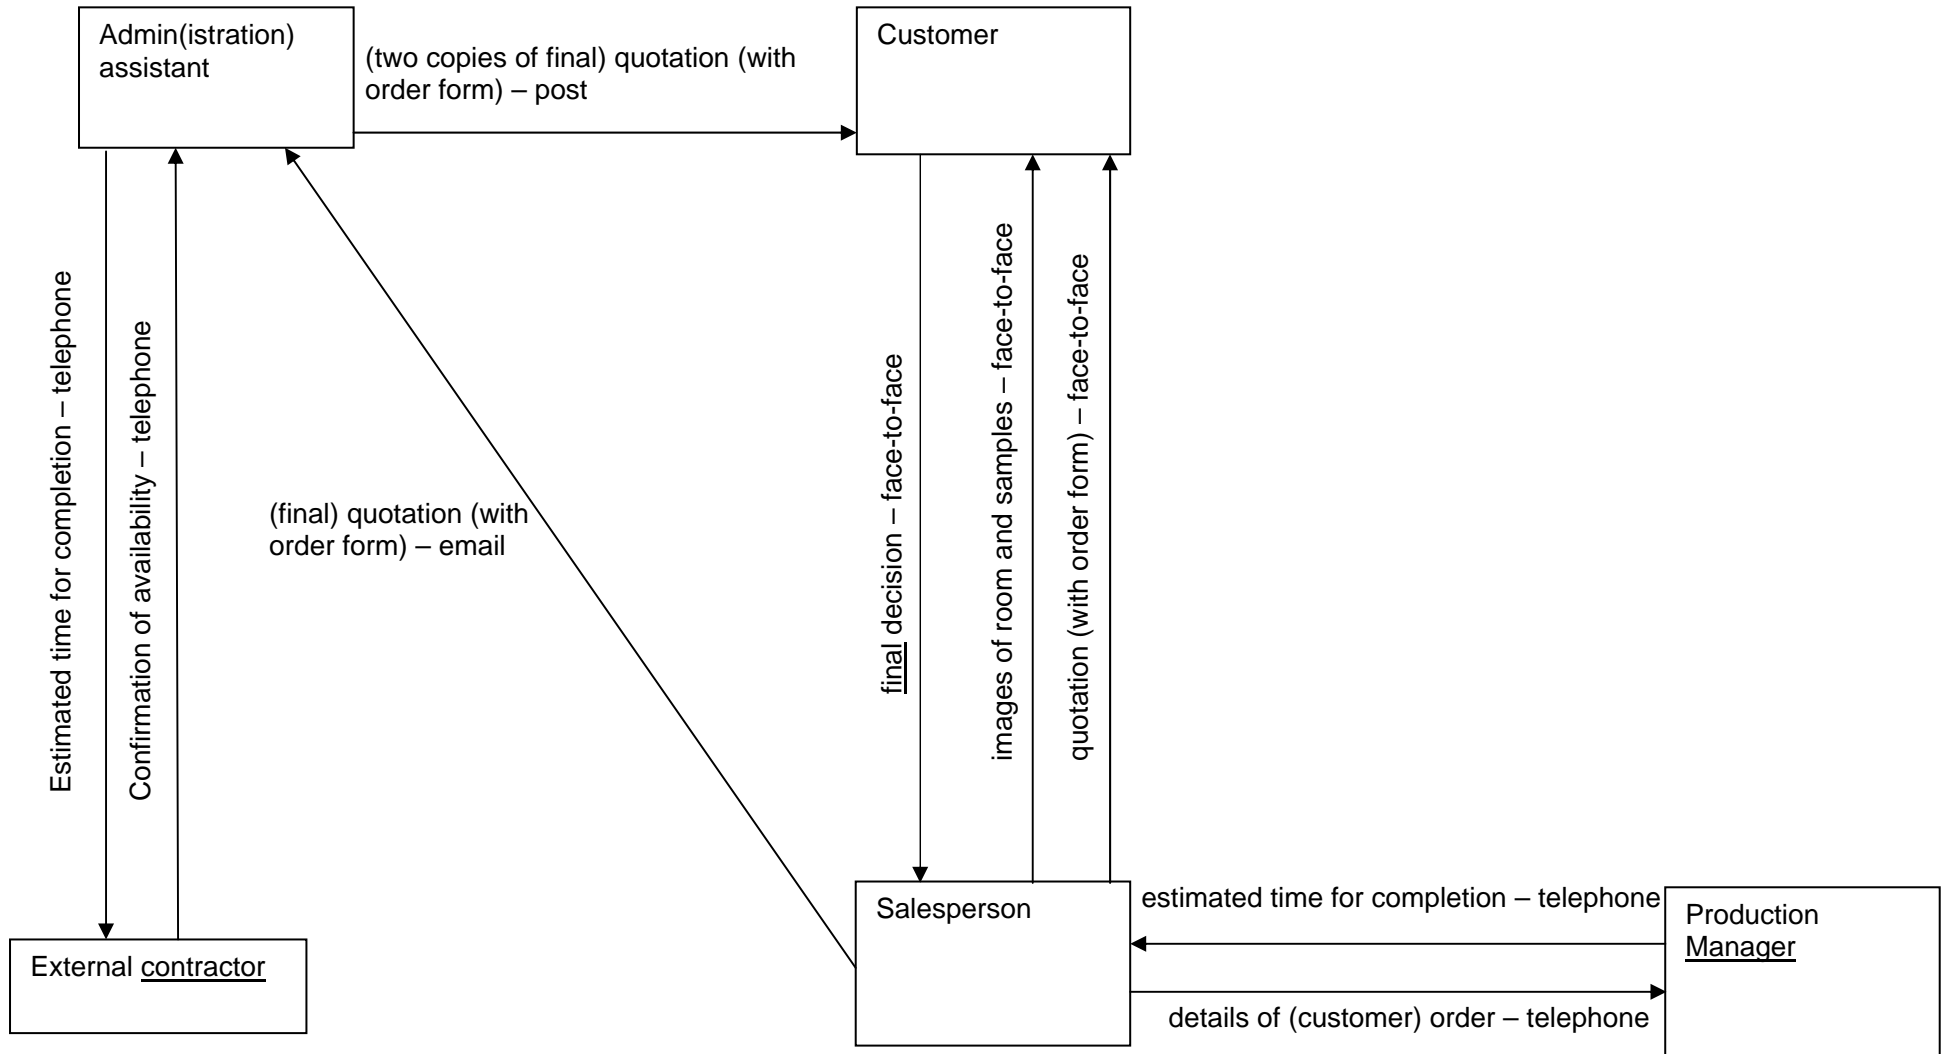 Admin(istration)
assistant
(two copies of final) quotation (with
order form) – post
Customer
Estimated time for completion – telephone
Confirmation of availability – telephone
(final) quotation (with
order form) – email
final decision – face-to-face
images of room and samples – face-to-face
quotation (with order form) – face-to-face
External contractor
Salesperson
estimated time for completion – telephone
details of (customer) order – telephone
Production
Manager